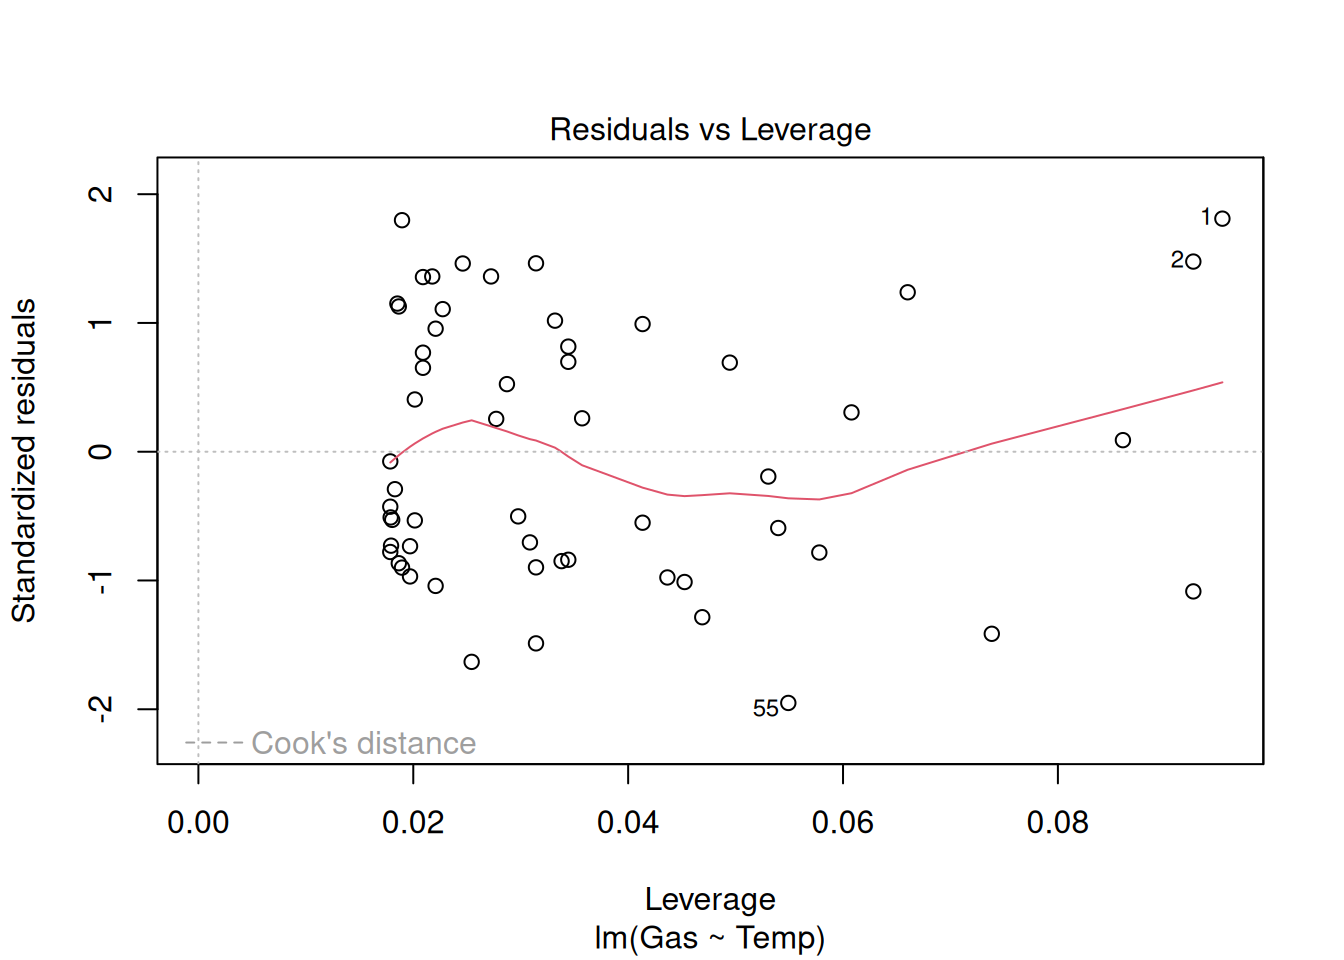 Residuals vs Leverage
Standardized residuals
2
1
0
-1
-2
1
2
55
Cook's distance
0.00 0.02 0.04 0.06 0.08
Leverage
lm(Gas ~ Temp)